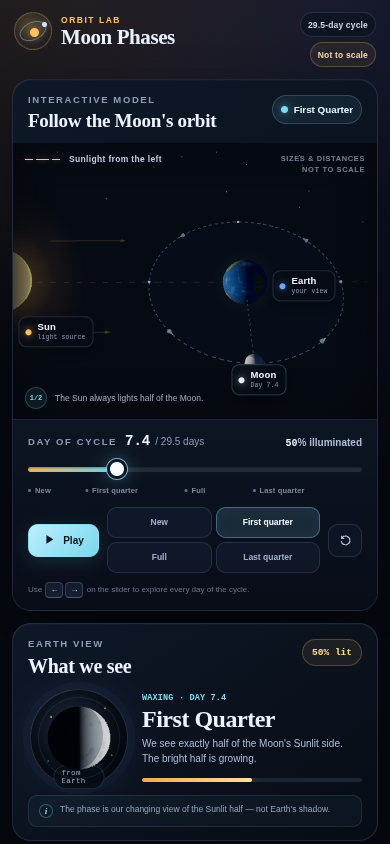 ORBIT LAB
Moon Phases
29.5-day cycle
Not to scale
INTERACTIVE MODEL
Follow the Moon's orbit
First Quarter
Sunlight from the left
SIZES & DISTANCES
NOT TO SCALE
Earth
your view
Sun
light source
Moon
Day 7.4
1/2
The Sun always lights half of the Moon.
DAY OF CYCLE 7.4 / 29.5 days
50% illuminated
New
First quarter
Full
Last quarter
Play
New
First quarter
Full
Last quarter
Use ← → on the slider to explore every day of the cycle.
EARTH VIEW
What we see
50% lit
from
Earth
WAXING · DAY 7.4
First Quarter
We see exactly half of the Moon's Sunlit side.
The bright half is growing.
i
The phase is our changing view of the Sunlit half — not Earth's shadow.